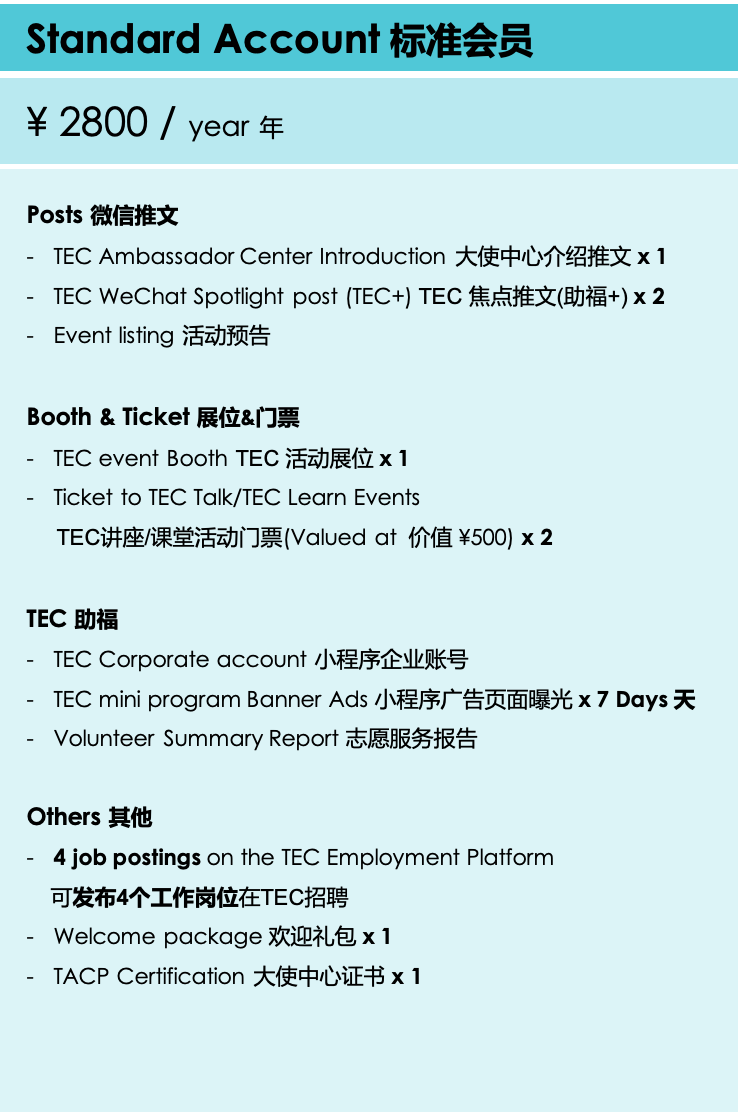 Standard Account 标准会员
¥ 2800 / year 年
Posts 微信推文
- TEC Ambassador Center Introduction 大使中心介绍推文 x 1
- TEC WeChat Spotlight post (TEC+) TEC 焦点推文(助福+) x 2
- Event listing 活动预告
Booth & Ticket 展位&门票
- TEC event Booth TEC 活动展位 x 1
- Ticket to TEC Talk/TEC Learn Events
TEC讲座/课堂活动门票(Valued at 价值 ¥500) x 2
TEC 助福
- TEC Corporate account 小程序企业账号
- TEC mini program Banner Ads 小程序广告页面曝光 x 7 Days 天
- Volunteer Summary Report 志愿服务报告
Others 其他
- 4 job postings on the TEC Employment Platform
可发布4个工作岗位在TEC招聘
- Welcome package 欢迎礼包 x 1
- TACP Certification 大使中心证书 x 1